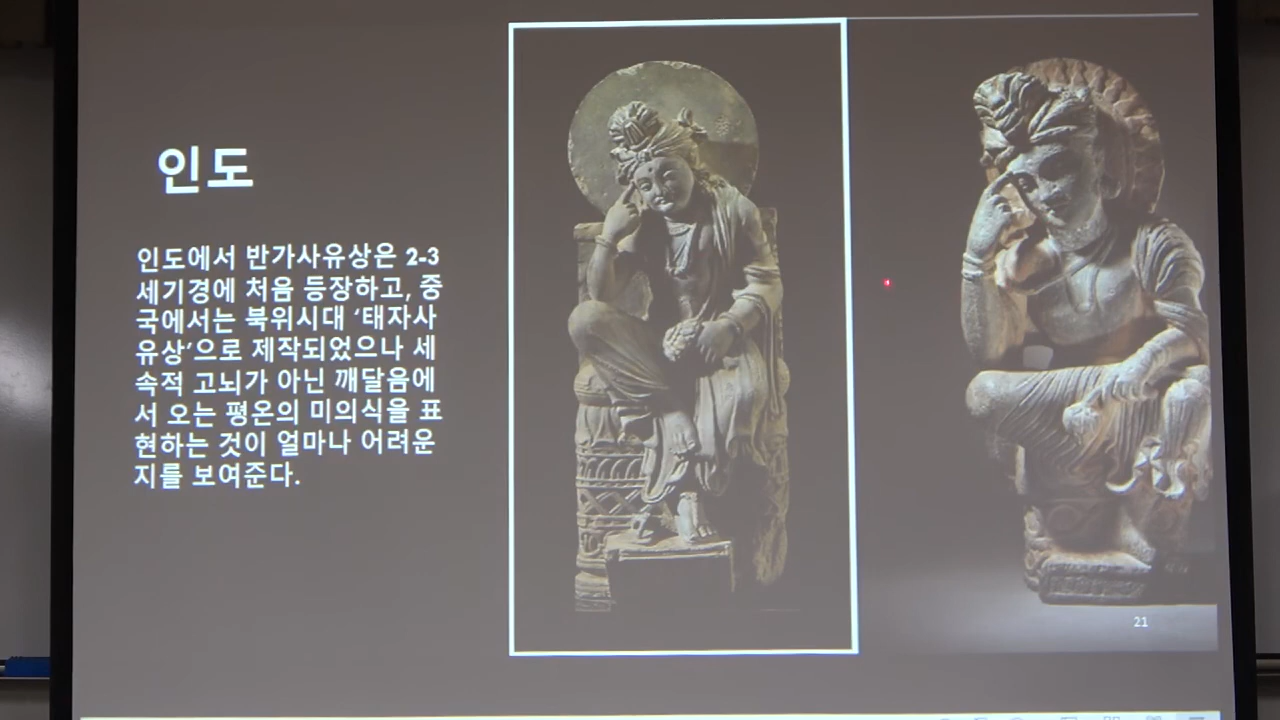 인도
인도에서 반가사유상은 2-3
세기경에 처음 등장하고, 중
국에서는 북위시대 ‘태자사
유상’으로 제작되었으나 세
속적 고뇌가 아닌 깨달음에
서 오는 평온의 미의식을 표
현하는 것이 얼마나 어려운
지를 보여준다.
21